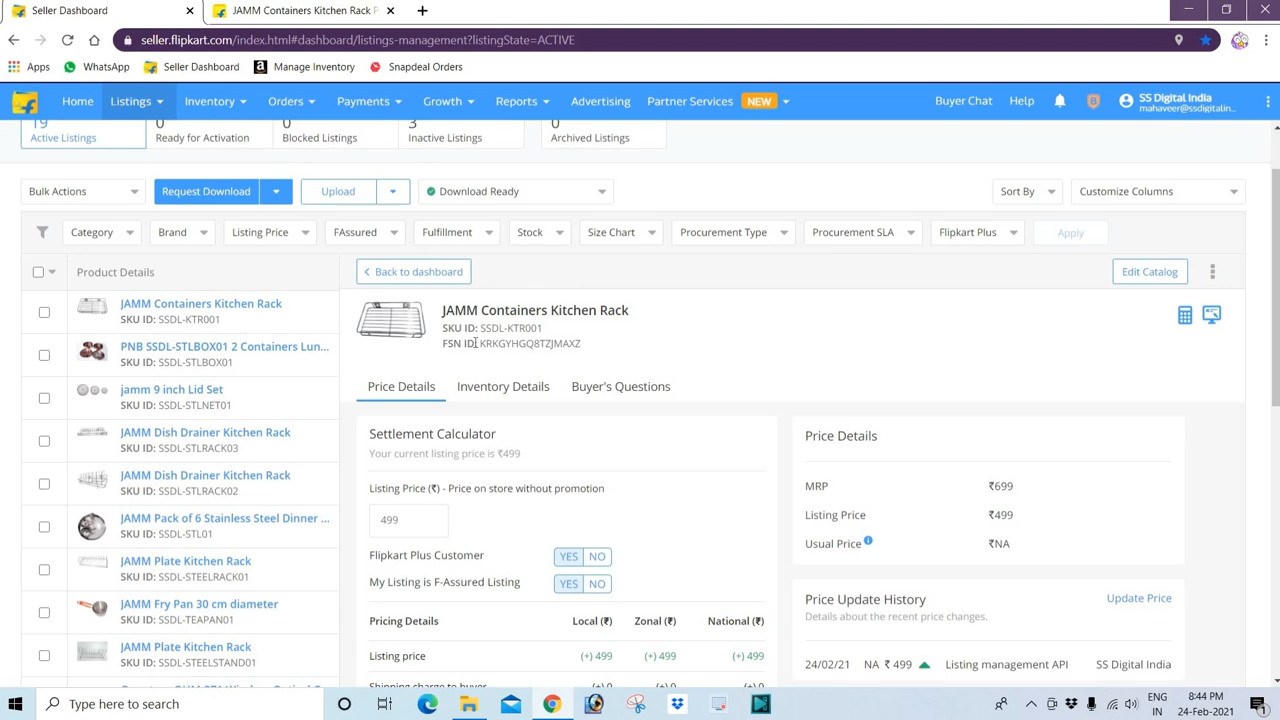 Seller Dashboard
JAMM Containers Kitchen Rack P
seller.flipkart.com/index.html#dashboard/listings-management?listingState=ACTIVE
Apps WhatsApp Seller Dashboard Manage Inventory Snapdeal Orders
Home Listings Inventory Orders Payments Growth Reports Advertising Partner Services NEW Buyer Chat Help SS Digital India
mahaveer@ssdigitalin...
19 0 0 3 0
Active Listings Ready for Activation Blocked Listings Inactive Listings Archived Listings
Bulk Actions Request Download Upload Download Ready Sort By Customize Columns
Category Brand Listing Price FAssured Fulfillment Stock Size Chart Procurement Type Procurement SLA Flipkart Plus Apply
Product Details
Back to dashboard Edit Catalog
JAMM Containers Kitchen Rack
SKU ID: SSDL-KTR001
PNB SSDL-STLBOX01 2 Containers Lun...
SKU ID: SSDL-STLBOX01
jamm 9 inch Lid Set
SKU ID: SSDL-STLNET01
JAMM Dish Drainer Kitchen Rack
SKU ID: SSDL-STLRACK03
JAMM Dish Drainer Kitchen Rack
SKU ID: SSDL-STLRACK02
JAMM Pack of 6 Stainless Steel Dinner ...
SKU ID: SSDL-STL01
JAMM Plate Kitchen Rack
SKU ID: SSDL-STEELRACK01
JAMM Fry Pan 30 cm diameter
SKU ID: SSDL-TEAPAN01
JAMM Plate Kitchen Rack
SKU ID: SSDL-STEELSTAND01
JAMM Containers Kitchen Rack
SKU ID: SSDL-KTR001
FSN ID: KRKGYHGQ8TZJMAXZ
Price Details Inventory Details Buyer's Questions
Settlement Calculator
Your current listing price is ₹499
Listing Price (₹) - Price on store without promotion
499
Flipkart Plus Customer YES NO
My Listing is F-Assured Listing YES NO
Pricing Details Local (₹) Zonal (₹) National (₹)
Listing price (+) 499 (+) 499 (+) 499
Shipping charge to buyer (+) 0 (+) 0 (+) 0
Price Details
MRP ₹699
Listing Price ₹499
Usual Price ₹NA
Price Update History Update Price
Details about the recent price changes.
24/02/21 NA ₹ 499 Listing management API SS Digital India
Type here to search
ENG
IN
8:44 PM
24-Feb-2021
1